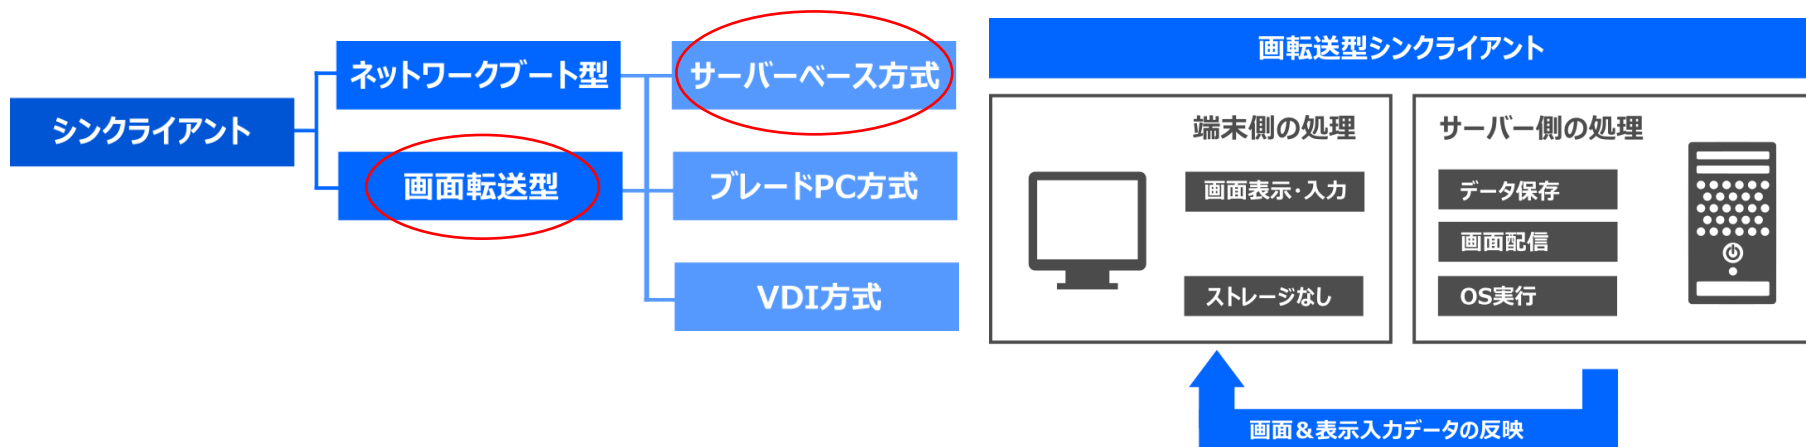 シンクライアント
ネットワークブート型
画面転送型
サーバーベース方式
ブレードPC方式
VDI方式
画転送型シンクライアント
端末側の処理
画面表示・入力
ストレージなし
サーバー側の処理
データ保存
画面配信
OS実行
画面&表示入力データの反映